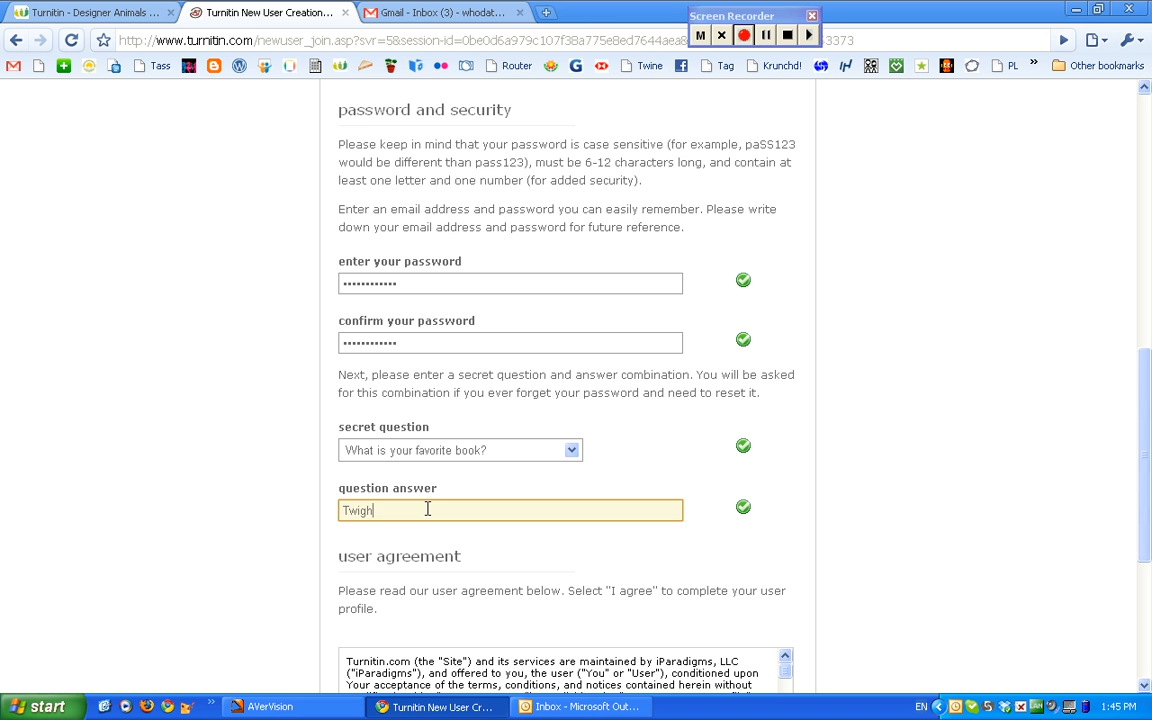 Turnitin - Designer Animals ...
Turnitin New User Creation...
Gmail - Inbox (3) - whodat...
Screen Recorder
M
http://www.turnitin.com/newuser_join.asp?svr=5&session-id=0be0d6a979c107f38a775e8ed7644aea8
3373
Tass
Router
Twine
Tag
Krunchd!
PL
Other bookmarks
password and security
Please keep in mind that your password is case sensitive (for example, paSS123
would be different than pass123), must be 6-12 characters long, and contain at
least one letter and one number (for added security).
Enter an email address and password you can easily remember. Please write
down your email address and password for future reference.
enter your password
confirm your password
Next, please enter a secret question and answer combination. You will be asked
for this combination if you ever forget your password and need to reset it.
secret question
What is your favorite book?
question answer
Twigh
user agreement
Please read our user agreement below. Select "I agree" to complete your user
profile.
Turnitin.com (the "Site") and its services are maintained by iParadigms, LLC
("iParadigms"), and offered to you, the user ("You" or "User"), conditioned upon
Your acceptance of the terms, conditions, and notices contained herein without
start
AVerVision
Turnitin New User Cr...
Inbox - Microsoft Out...
EN
1:45 PM